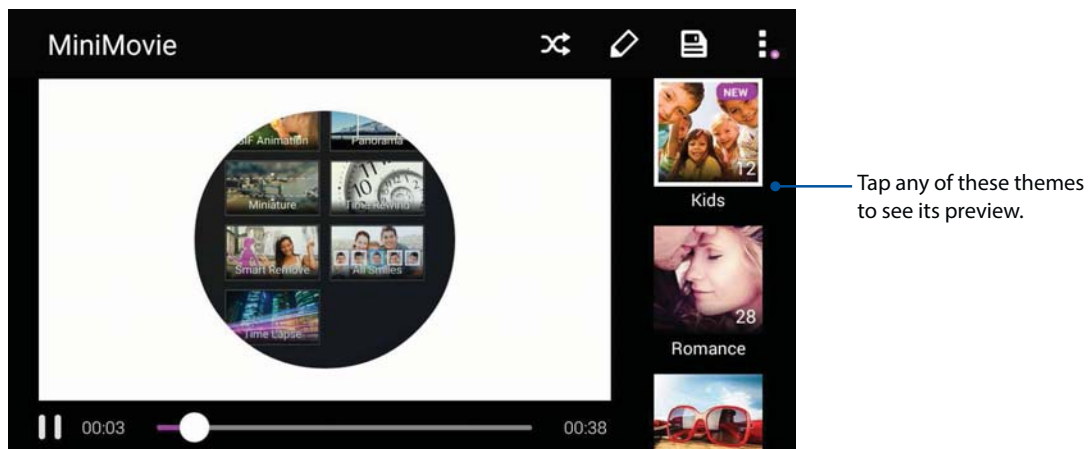 MiniMovie
NEW
12
Kids
Tap any of these themes
to see its preview.
GIF Animation
Panorama
Miniature
Time Rewind
Smart Remove
All Smiles
Time Lapse
28
Romance
00:03
00:38